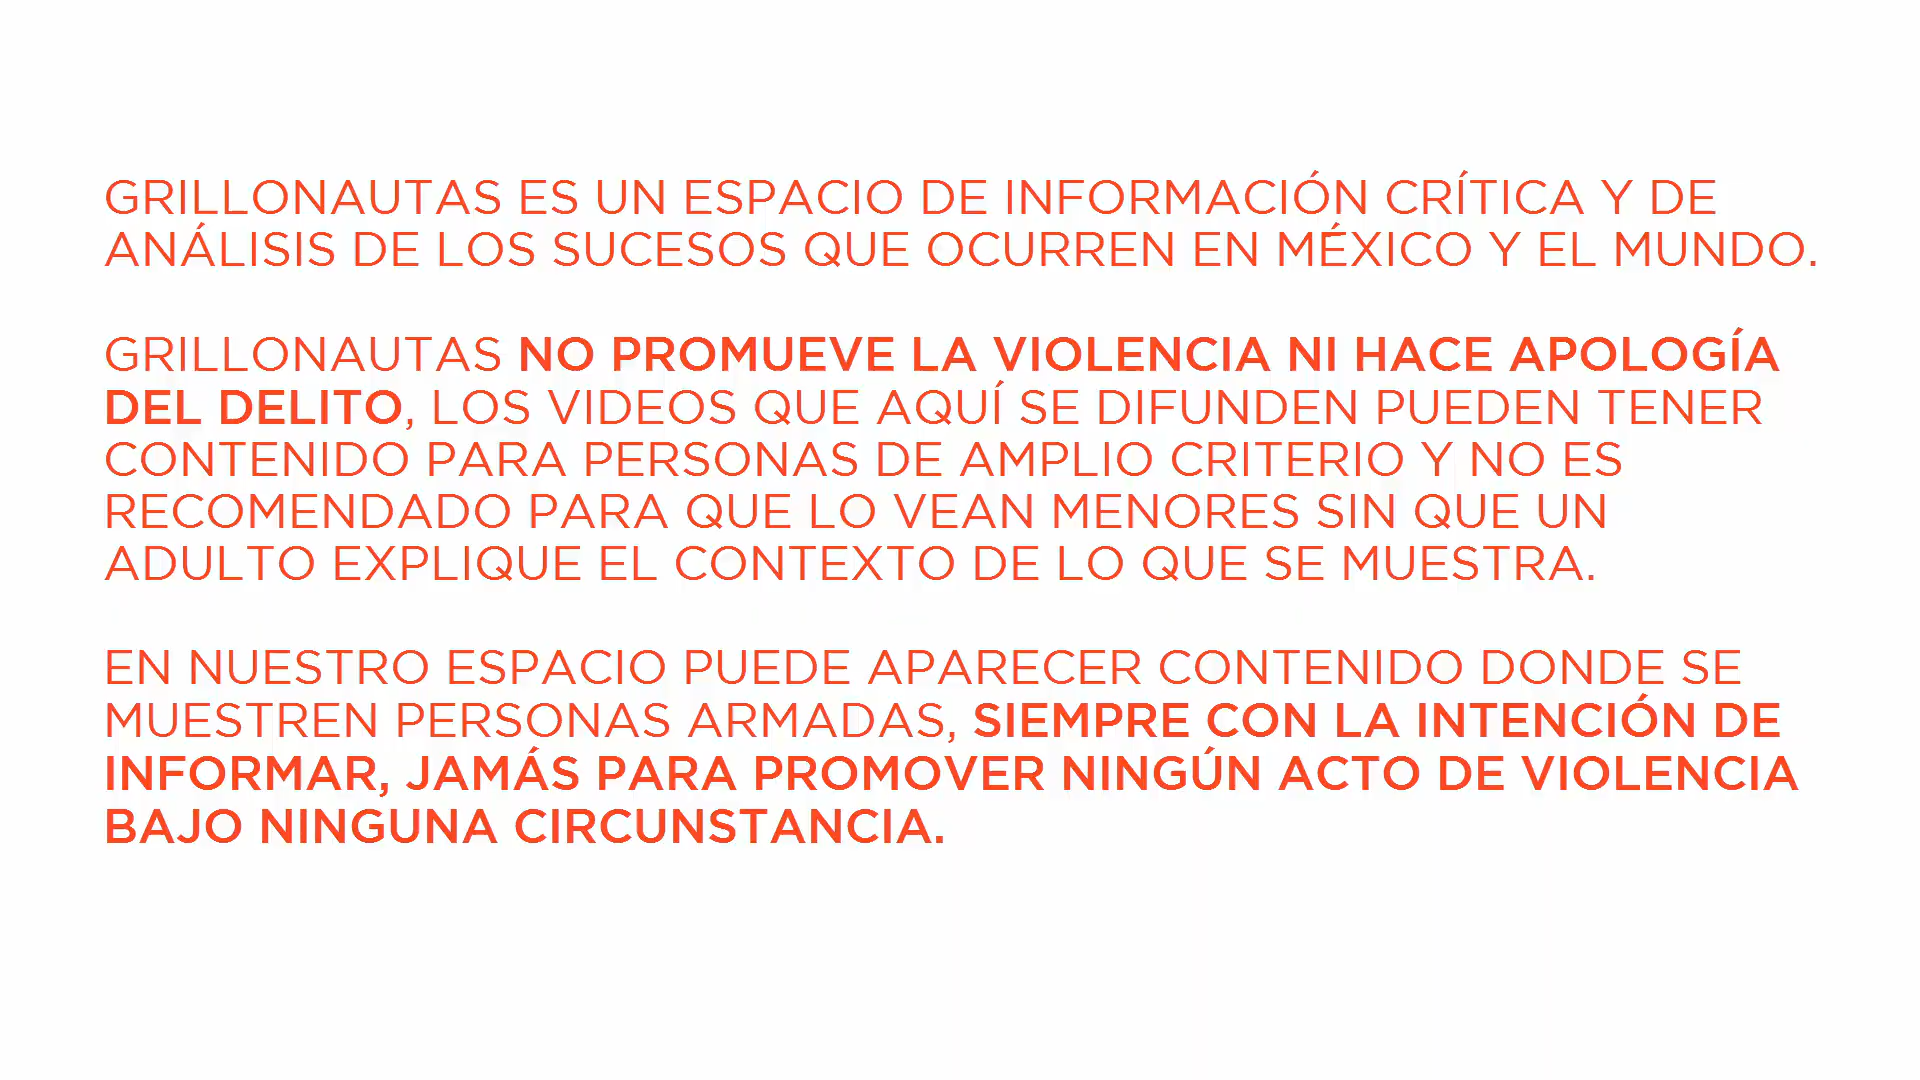 GRILLONAUTAS ES UN ESPACIO DE INFORMACIÓN CRÍTICA Y DE
ANÁLISIS DE LOS SUCESOS QUE OCURREN EN MÉXICO Y EL MUNDO.
GRILLONAUTAS NO PROMUEVE LA VIOLENCIA NI HACE APOLOGÍA
DEL DELITO, LOS VIDEOS QUE AQUÍ SE DIFUNDEN PUEDEN TENER
CONTENIDO PARA PERSONAS DE AMPLIO CRITERIO Y NO ES
RECOMENDADO PARA QUE LO VEAN MENORES SIN QUE UN
ADULTO EXPLIQUE EL CONTEXTO DE LO QUE SE MUESTRA.
EN NUESTRO ESPACIO PUEDE APARECER CONTENIDO DONDE SE
MUESTREN PERSONAS ARMADAS, SIEMPRE CON LA INTENCIÓN DE
INFORMAR, JAMÁS PARA PROMOVER NINGÚN ACTO DE VIOLENCIA
BAJO NINGUNA CIRCUNSTANCIA.